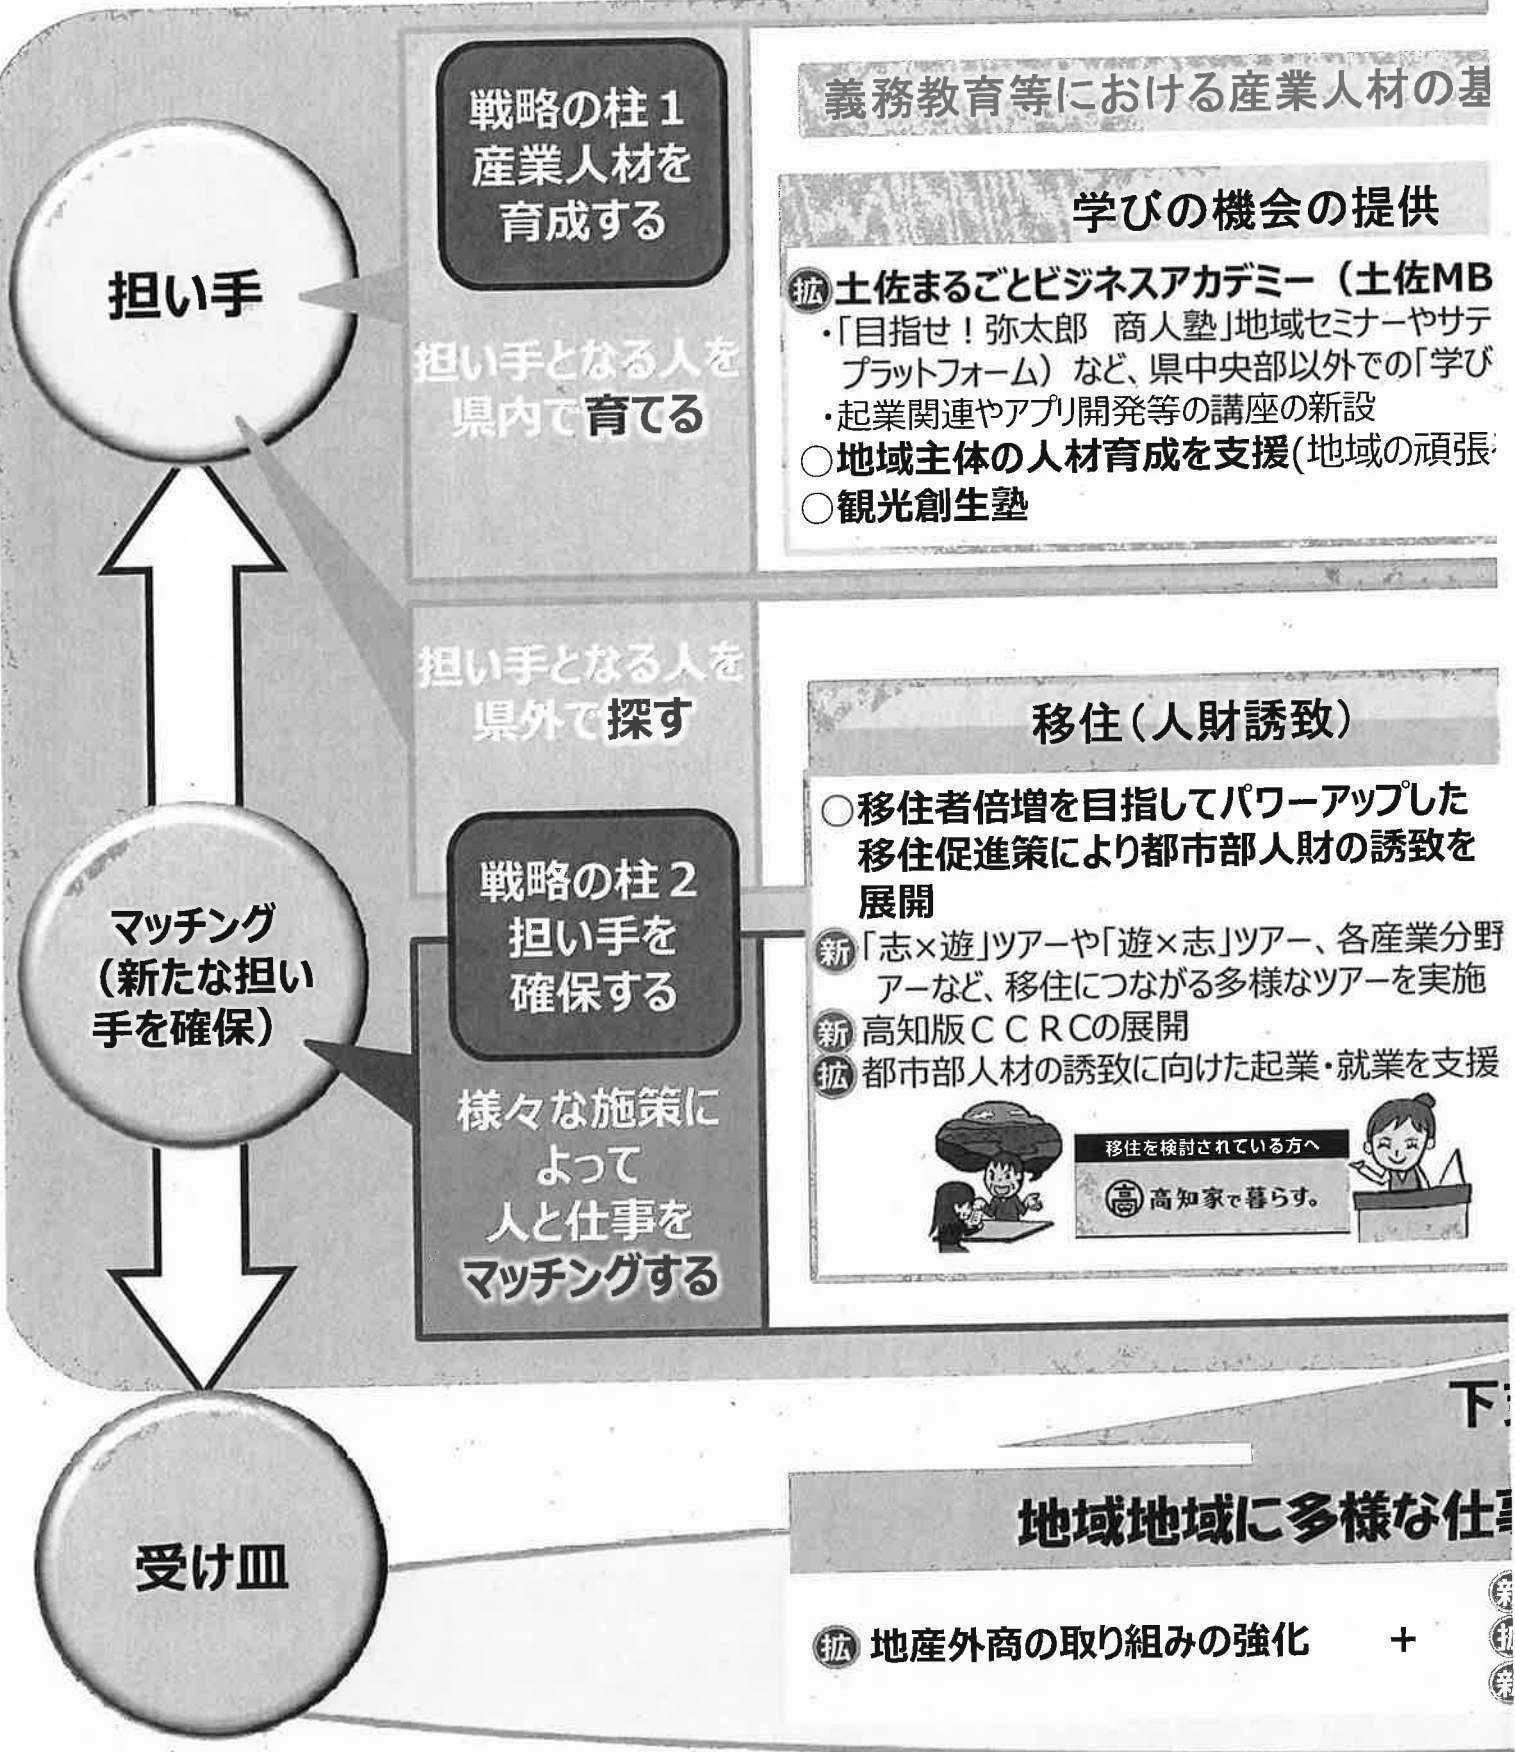 戦略の柱1
産業人材を
育成する
担い手
担い手となる人を
県内で育てる
義務教育等における産業人材の基
学びの機会の提供
拡 土佐まるごとビジネスアカデミー（土佐MB
・「目指せ！弥太郎 商人塾」地域セミナーやサテ
プラットフォーム）など、県中央部以外での「学び
・起業関連やアプリ開発等の講座の新設
○地域主体の人材育成を支援(地域の頑張
○観光創生塾
担い手となる人を
県外で探す
マッチング
（新たな担い
手を確保）
戦略の柱2
担い手を
確保する
様々な施策に
よって
人と仕事を
マッチングする
移住（人財誘致）
○移住者倍増を目指してパワーアップした
移住促進策により都市部人財の誘致を
展開
新「志×遊」ツアーや「遊×志」ツアー、各産業分野
アーなど、移住につながる多様なツアーを実施
新 高知版ＣＣＲＣの展開
拡 都市部人材の誘致に向けた起業・就業を支援
移住を検討されている方へ
高 高知家で暮らす。
受け皿
下
地域地域に多様な仕事
拡 地産外商の取り組みの強化 ＋
新
拡
新